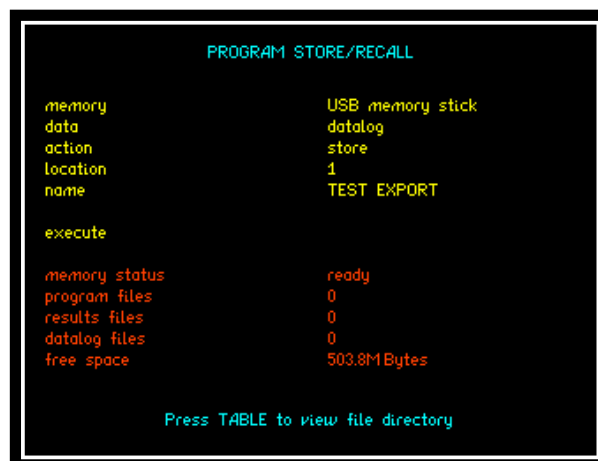 PROGRAM STORE/RECALL
memory USB memory stick
data datalog
action store
location 1
name TEST EXPORT
execute
memory status ready
program files 0
results files 0
datalog files 0
free space 503.8M Bytes
Press TABLE to view file directory